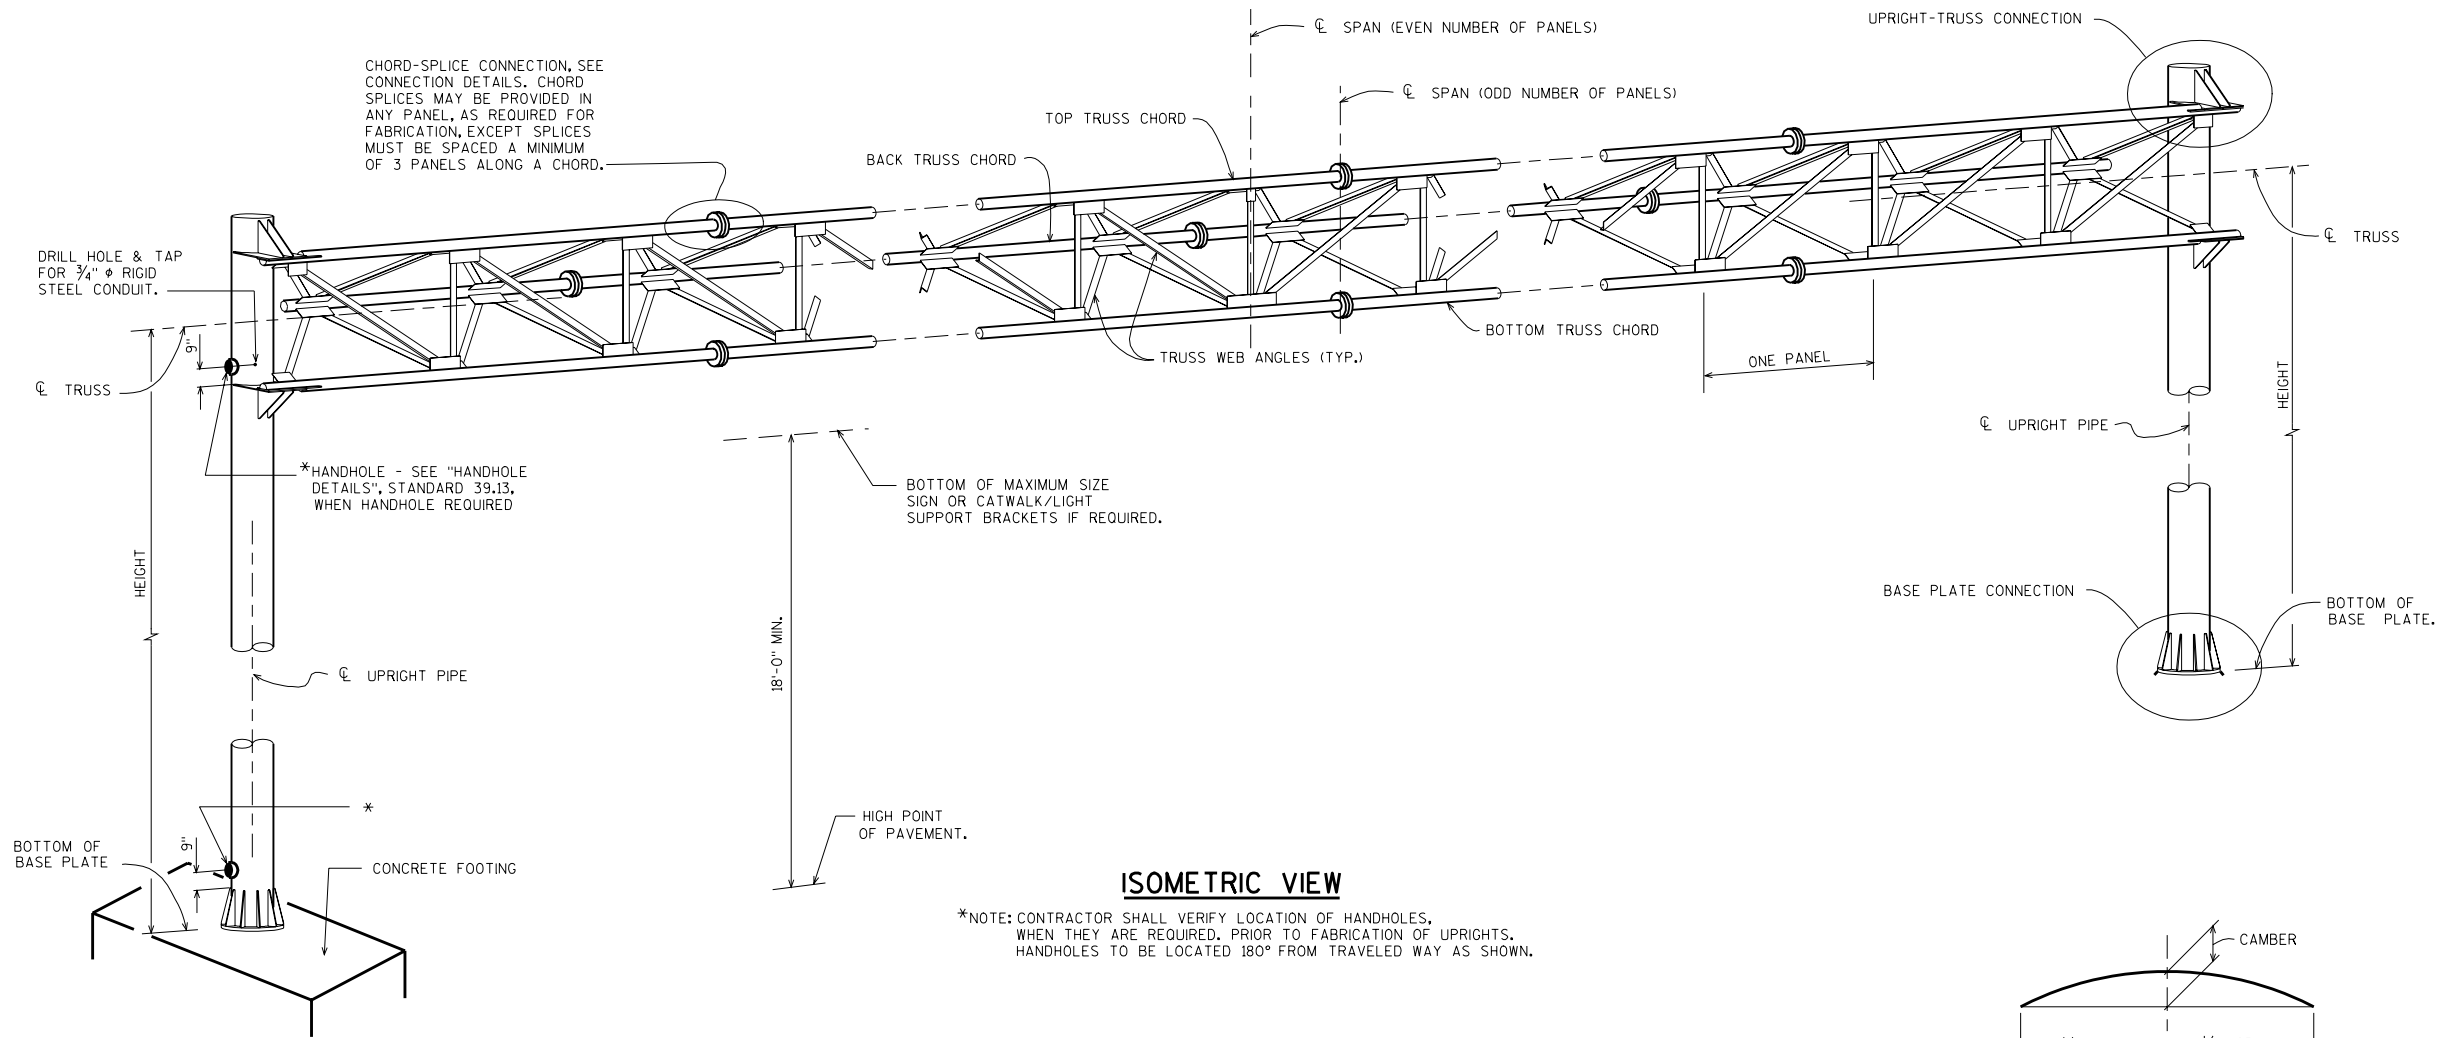 ℄ SPAN (EVEN NUMBER OF PANELS)
UPRIGHT-TRUSS CONNECTION
CHORD-SPLICE CONNECTION, SEE
CONNECTION DETAILS. CHORD
SPLICES MAY BE PROVIDED IN
ANY PANEL, AS REQUIRED FOR
FABRICATION, EXCEPT SPLICES
MUST BE SPACED A MINIMUM
OF 3 PANELS ALONG A CHORD.
℄ SPAN (ODD NUMBER OF PANELS)
TOP TRUSS CHORD
BACK TRUSS CHORD
DRILL HOLE & TAP
FOR ¾" φ RIGID
STEEL CONDUIT.
9"
℄ TRUSS
℄ TRUSS
BOTTOM TRUSS CHORD
TRUSS WEB ANGLES (TYP.)
ONE PANEL
HEIGHT
℄ UPRIGHT PIPE
*HANDHOLE - SEE "HANDHOLE
DETAILS", STANDARD 39.13,
WHEN HANDHOLE REQUIRED
BOTTOM OF MAXIMUM SIZE
SIGN OR CATWALK/LIGHT
SUPPORT BRACKETS IF REQUIRED.
HEIGHT
BASE PLATE CONNECTION
BOTTOM OF
BASE PLATE.
18'-0" MIN.
℄ UPRIGHT PIPE
*
HIGH POINT
OF PAVEMENT.
9"
BOTTOM OF
BASE PLATE
CONCRETE FOOTING
ISOMETRIC VIEW
*NOTE: CONTRACTOR SHALL VERIFY LOCATION OF HANDHOLES,
WHEN THEY ARE REQUIRED. PRIOR TO FABRICATION OF UPRIGHTS.
HANDHOLES TO BE LOCATED 180° FROM TRAVELED WAY AS SHOWN.
CAMBER